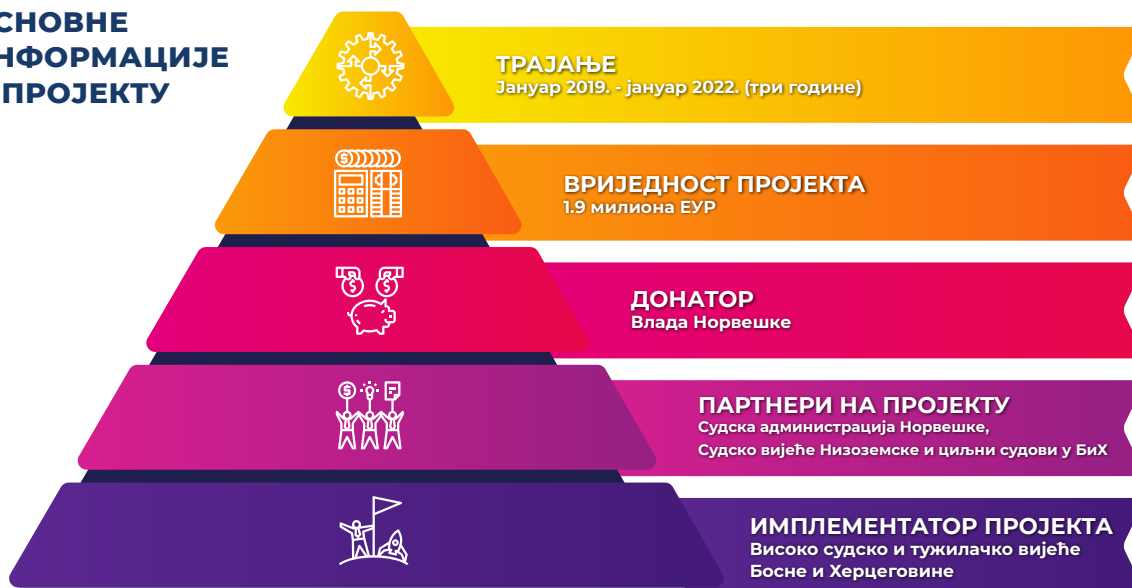 СНОВНЕ
НФОРМАЦИЈЕ
ПРОЈЕКТУ
ТРАЈАЊЕ
Јануар 2019. - јануар 2022. (три године)
ВРИЈЕДНОСТ ПРОЈЕКТА
1.9 милиона ЕУР
ДОНАТОР
Влада Норвешке
ПАРТНЕРИ НА ПРОЈЕКТУ
Судска администрација Норвешке,
Судско вијеће Низоземске и циљни судови у БиХ
ИМПЛЕМЕНТАТОР ПРОЈЕКТА
Високо судско и тужилачко вијеће
Босне и Херцеговине